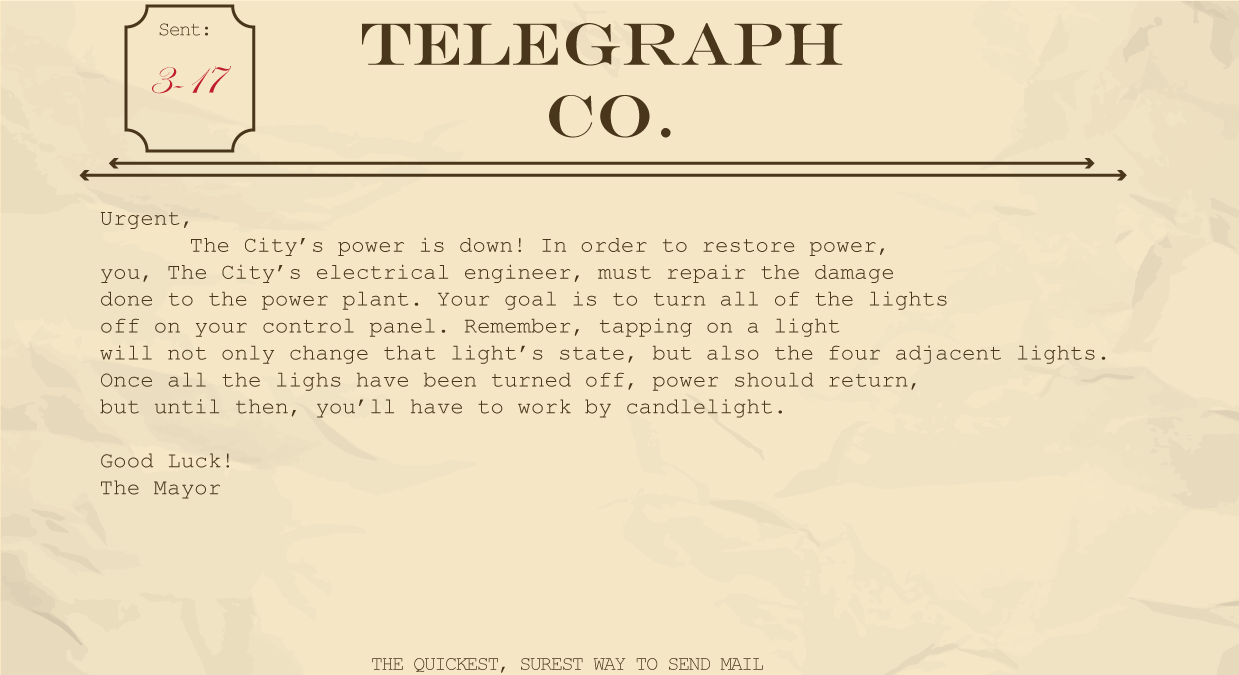 Sent:
3-17
TELEGRAPH
CO.
Urgent,
The City’s power is down! In order to restore power,
you, The City’s electrical engineer, must repair the damage
done to the power plant. Your goal is to turn all of the lights
off on your control panel. Remember, tapping on a light
will not only change that light’s state, but also the four adjacent lights.
Once all the lighs have been turned off, power should return,
but until then, you’ll have to work by candlelight.
Good Luck!
The Mayor
THE QUICKEST, SUREST WAY TO SEND MAIL